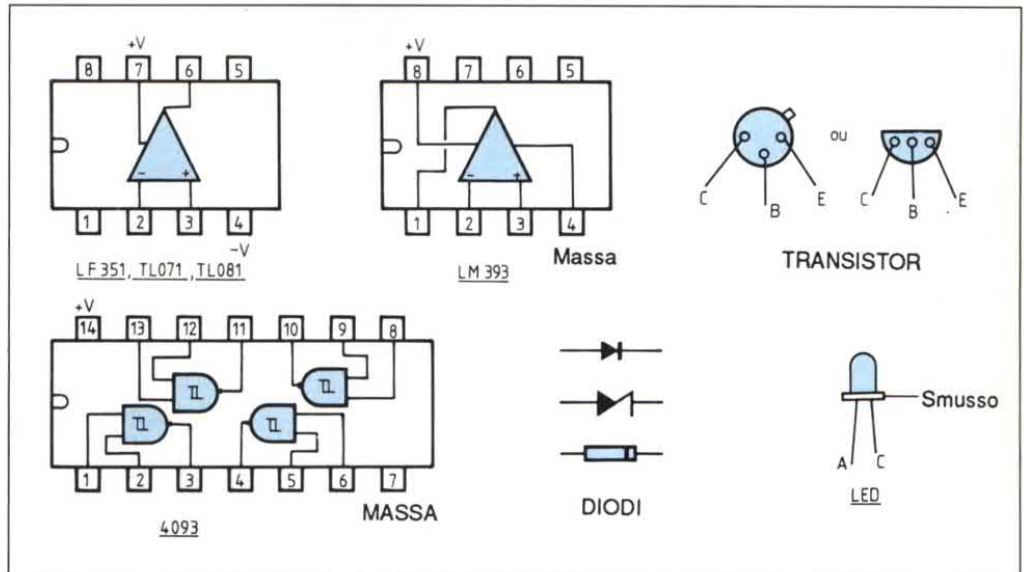 +V
8 7 6 5
1 2 3 4
-V
LF351, TL071, TL081
+V
8 7 6 5
- +
1 2 3 4
Massa
LM 393
ou
C B E C B E
TRANSISTOR
+V
14 13 12 11 10 9 8
1 2 3 4 5 6 7
MASSA
4093
DIODI
Smusso
A C
LED